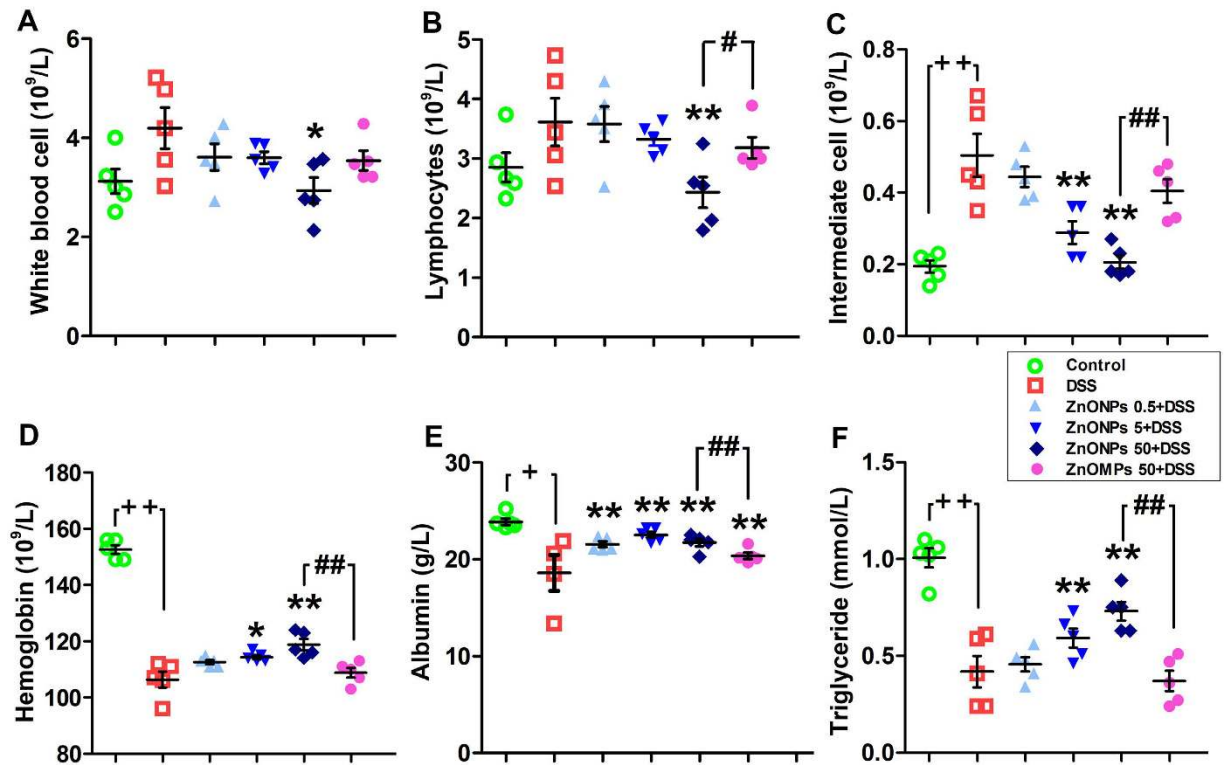 A
White blood cell (10⁹/L)
6
4
2
0
*
B
Lymphocytes (10⁹/L)
5
4
3
2
1
0
#
**
C
Intermediate cell (10⁹/L)
0.8
0.6
0.4
0.2
0.0
++
##
**
**
Control
DSS
ZnONPs 0.5+DSS
ZnONPs 5+DSS
ZnONPs 50+DSS
ZnOMPs 50+DSS
D
Hemoglobin (10⁹/L)
180
160
140
120
100
80
++
##
*
**
E
Albumin (g/L)
30
20
10
0
+
##
**
**
**
**
F
Triglyceride (mmol/L)
1.5
1.0
0.5
0.0
++
##
**
**